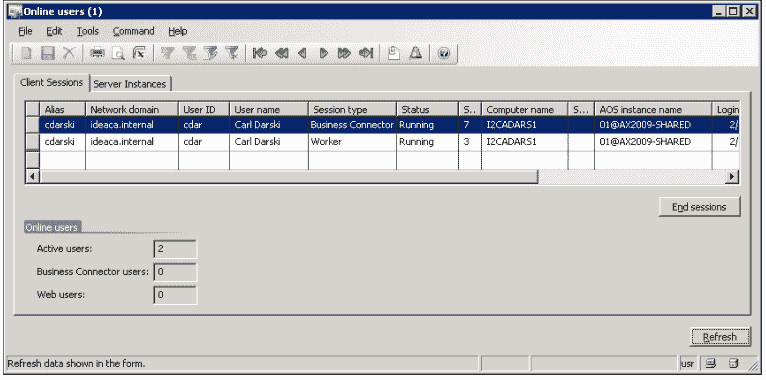 Online users (1)
File Edit Tools Command Help
Client Sessions Server Instances
Alias Network domain User ID User name Session type Status S.. Computer name S... AOS instance name Login
cdarski ideaca.internal cdar Carl Darski Business Connector Running 7 I2CADARS1 01@AX2009-SHARED 2/
cdarski ideaca.internal cdar Carl Darski Worker Running 3 I2CADARS1 01@AX2009-SHARED 2/
End sessions
Online users
Active users: 2
Business Connector users: 0
Web users: 0
Refresh
Refresh data shown in the form. usr